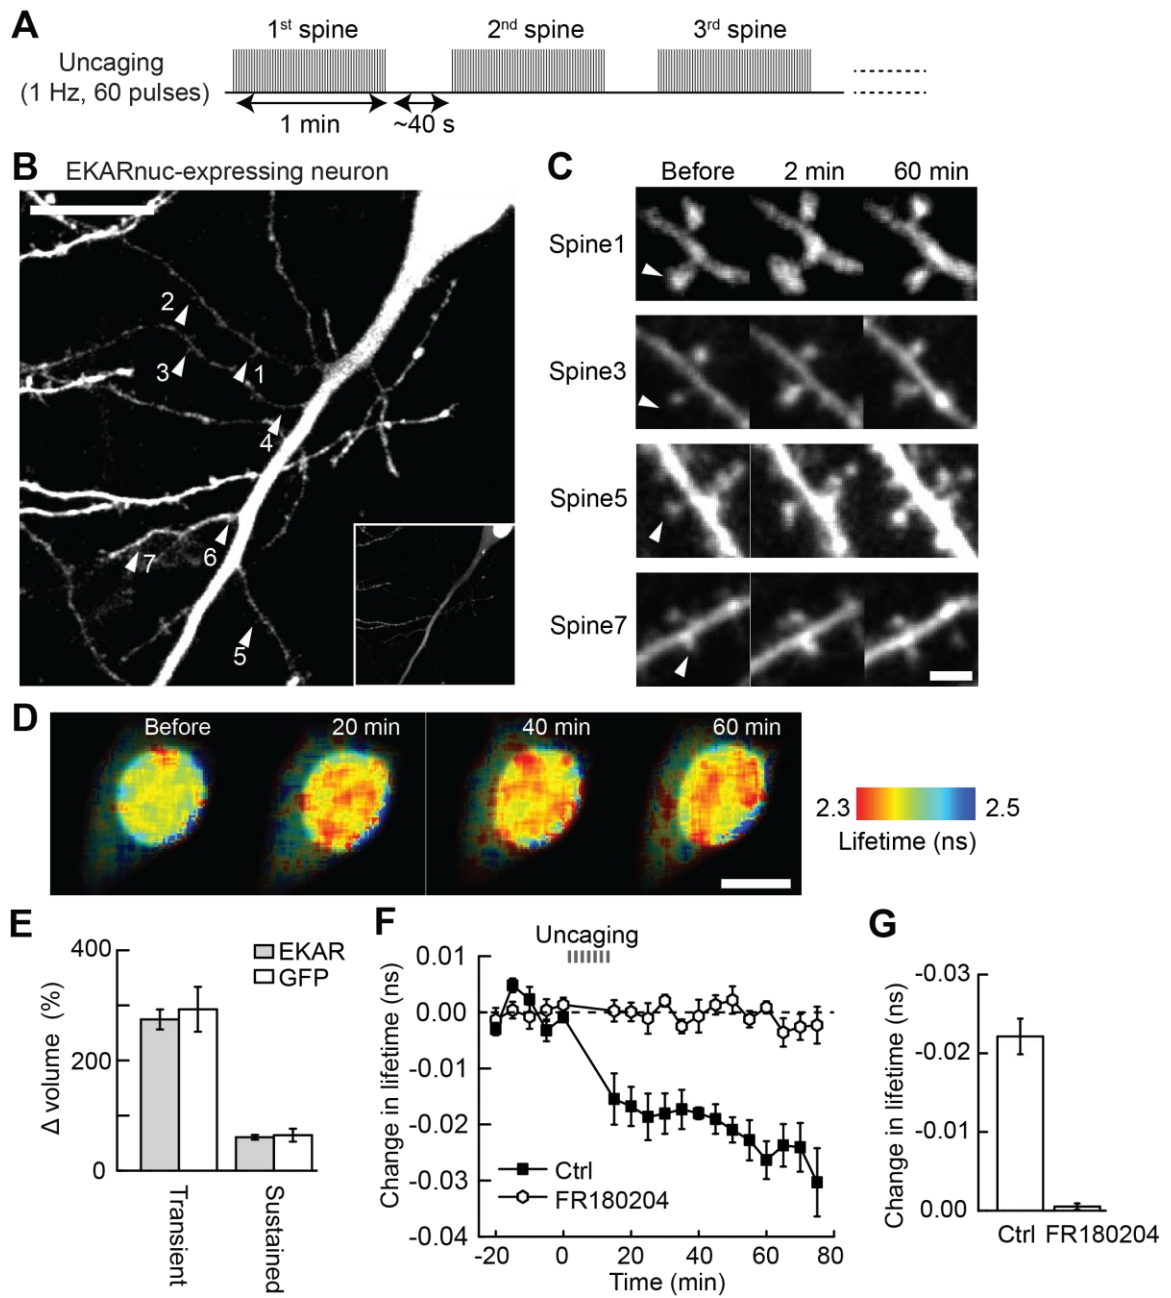 A
1st spine 2nd spine 3rd spine
Uncaging
(1 Hz, 60 pulses)
1 min ~40 s
B EKARnuc-expressing neuron
2
3
1
4
6
7
5
C Before 2 min 60 min
Spine1
Spine3
Spine5
Spine7
D Before 20 min 40 min 60 min
2.3 2.5
Lifetime (ns)
E
400
200
0
Δ volume (%)
EKAR
GFP
Transient
Sustained
F
Uncaging
0.01
0.00
-0.01
-0.02
-0.03
-0.04
Change in lifetime (ns)
Ctrl
FR180204
-20 0 20 40 60 80
Time (min)
G
-0.03
-0.02
-0.01
0.00
Change in lifetime (ns)
Ctrl FR180204